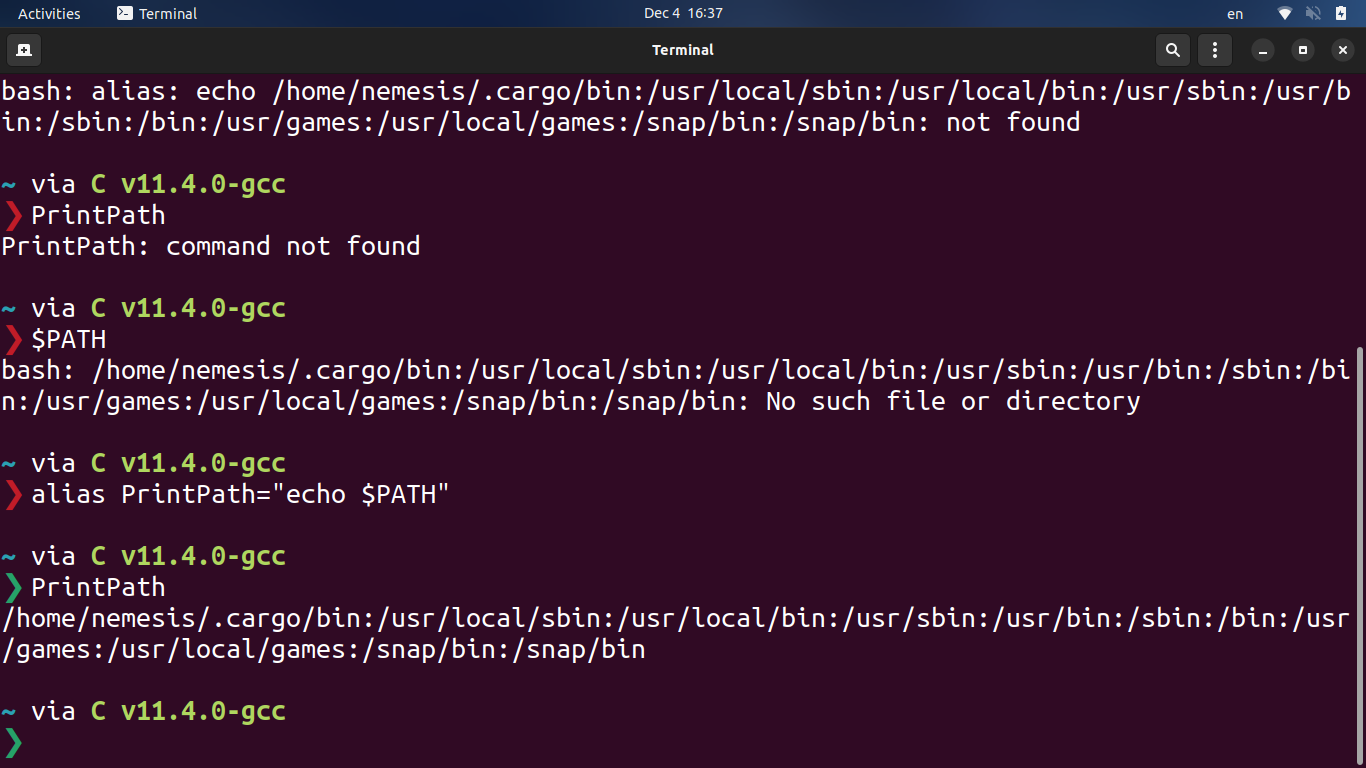 Activities Terminal Dec 4 16:37 en
Terminal
bash: alias: echo /home/nemesis/.cargo/bin:/usr/local/sbin:/usr/local/bin:/usr/sbin:/usr/b
in:/sbin:/bin:/usr/games:/usr/local/games:/snap/bin:/snap/bin: not found
~ via C v11.4.0-gcc
❯ PrintPath
PrintPath: command not found
~ via C v11.4.0-gcc
❯ $PATH
bash: /home/nemesis/.cargo/bin:/usr/local/sbin:/usr/local/bin:/usr/sbin:/usr/bin:/sbin:/bi
n:/usr/games:/usr/local/games:/snap/bin:/snap/bin: No such file or directory
~ via C v11.4.0-gcc
❯ alias PrintPath="echo $PATH"
~ via C v11.4.0-gcc
❯ PrintPath
/home/nemesis/.cargo/bin:/usr/local/sbin:/usr/local/bin:/usr/sbin:/usr/bin:/sbin:/bin:/usr
/games:/usr/local/games:/snap/bin:/snap/bin
~ via C v11.4.0-gcc
❯